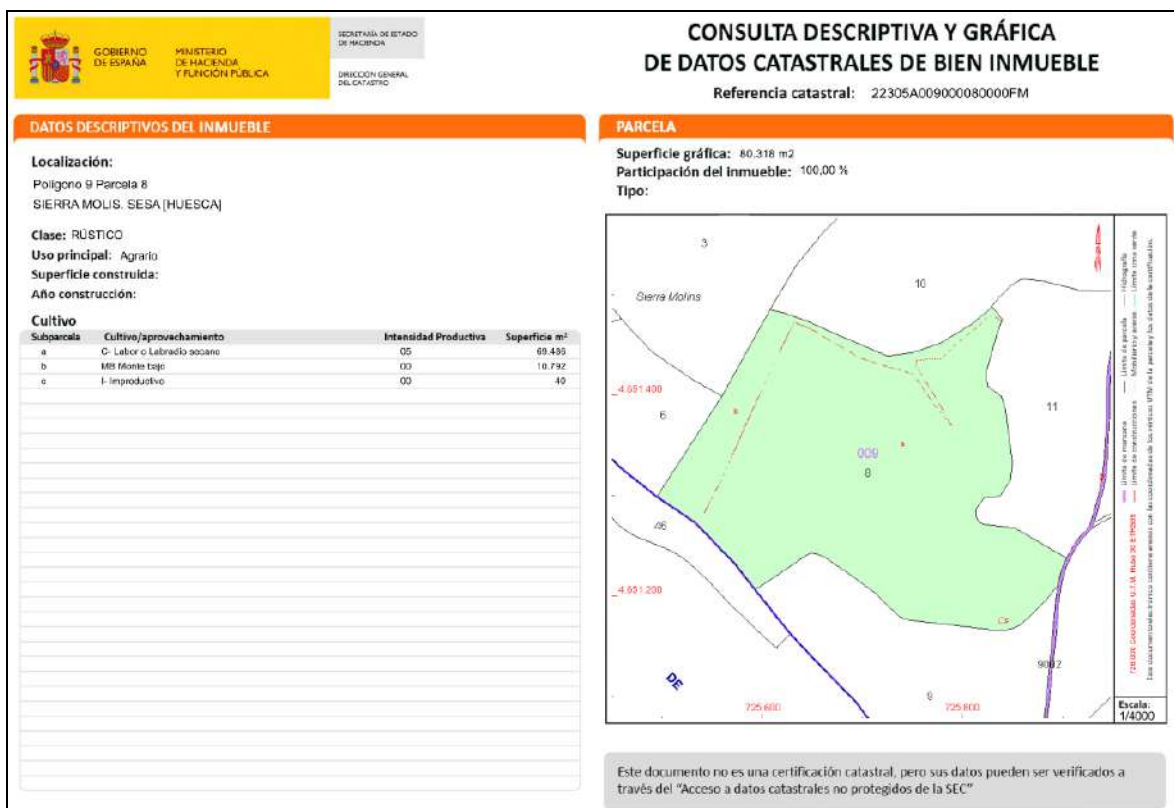 GOBIERNO
DE ESPAÑA
MINISTERIO
DE HACIENDA
Y FUNCIÓN PÚBLICA
SECRETARÍA DE ESTADO
DE HACIENDA
DIRECCIÓN GENERAL
DEL CATASTRO
CONSULTA DESCRIPTIVA Y GRÁFICA
DE DATOS CATASTRALES DE BIEN INMUEBLE
Referencia catastral: 22305A009000080000FM
DATOS DESCRIPTIVOS DEL INMUEBLE
Localización:
Polígono 9 Parcela 8
SIERRA MOLIS. SESA [HUESCA]
Clase: RÚSTICO
Uso principal: Agrario
Superficie construida:
Año construcción:
Cultivo
Subparcela Cultivo/aprovechamiento Intensidad Productiva Superficie m²
a C- Labor o Labradío secano 05 69.486
b MB Monte bajo 00 10.792
c I- Improductivo 00 40
PARCELA
Superficie gráfica: 80.318 m2
Participación del inmueble: 100,00 %
Tipo:
3
10
Sierra Molins
4.691.400
6
11
009
8
46
4.691.200
DE
9
9002
725.600
725.800
Límite de manzana Límite de parcela Hidrografía
Límite de construcciones Mobiliario y aceras Límite zona verde
Escala:
1/4000
Este documento no es una certificación catastral, pero sus datos pueden ser verificados a
través del "Acceso a datos catastrales no protegidos de la SEC"